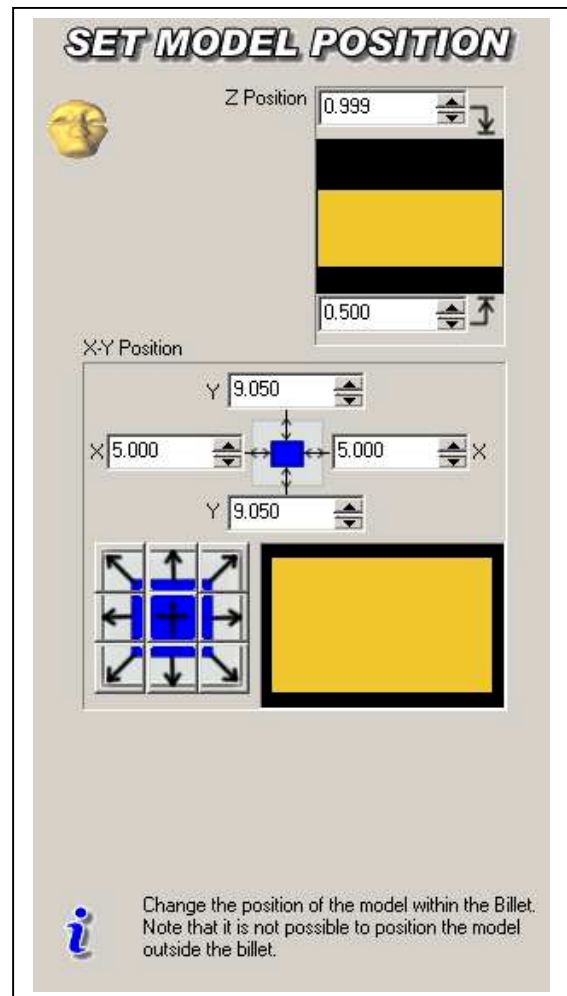 SET MODEL POSITION
Z Position
0.999
0.500
X-Y Position
Y 9.050
X 5.000
5.000 X
Y 9.050
Change the position of the model within the Billet.
Note that it is not possible to position the model
outside the billet.